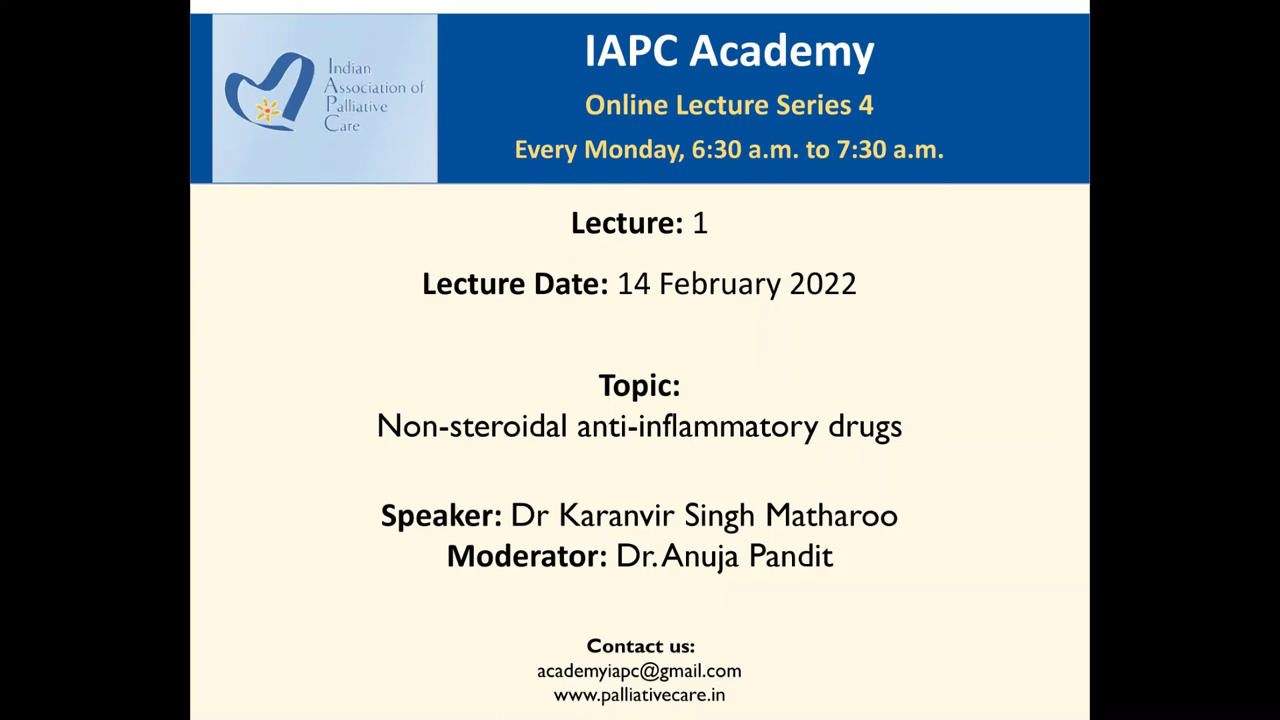 Indian
Association of
Palliative
Care
IAPC Academy
Online Lecture Series 4
Every Monday, 6:30 a.m. to 7:30 a.m.
Lecture: 1
Lecture Date: 14 February 2022
Topic:
Non-steroidal anti-inflammatory drugs
Speaker: Dr Karanvir Singh Matharoo
Moderator: Dr. Anuja Pandit
Contact us:
academyiapc@gmail.com
www.palliativecare.in